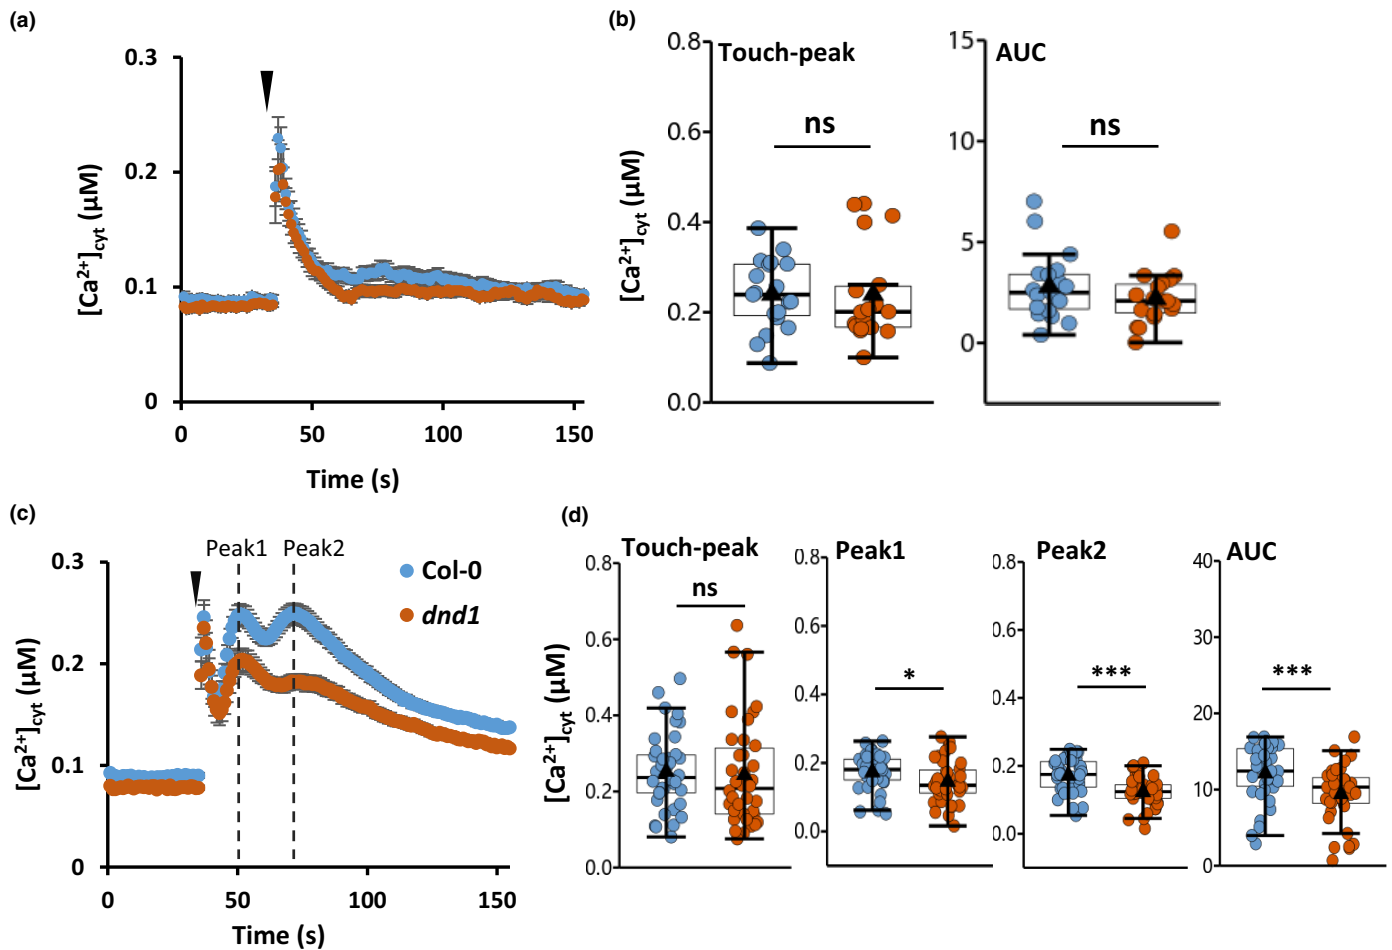 (a)
[Ca²⁺]cyt (µM)
0.3
0.2
0.1
0
0 50 100 150
Time (s)
(b)
[Ca²⁺]cyt (µM)
Touch-peak
0.8
0.6
0.4
0.2
0.0
ns
AUC
15
10
5
0
ns
(c)
[Ca²⁺]cyt (µM)
Peak1 Peak2
Col-0
dnd1
0.3
0.2
0.1
0
0 50 100 150
Time (s)
(d)
[Ca²⁺]cyt (µM)
Touch-peak
0.8
0.6
0.4
0.2
0.0
ns
Peak1
0.8
0.6
0.4
0.2
0.0
*
Peak2
0.8
0.6
0.4
0.2
0.0
***
AUC
40
30
20
10
0
***